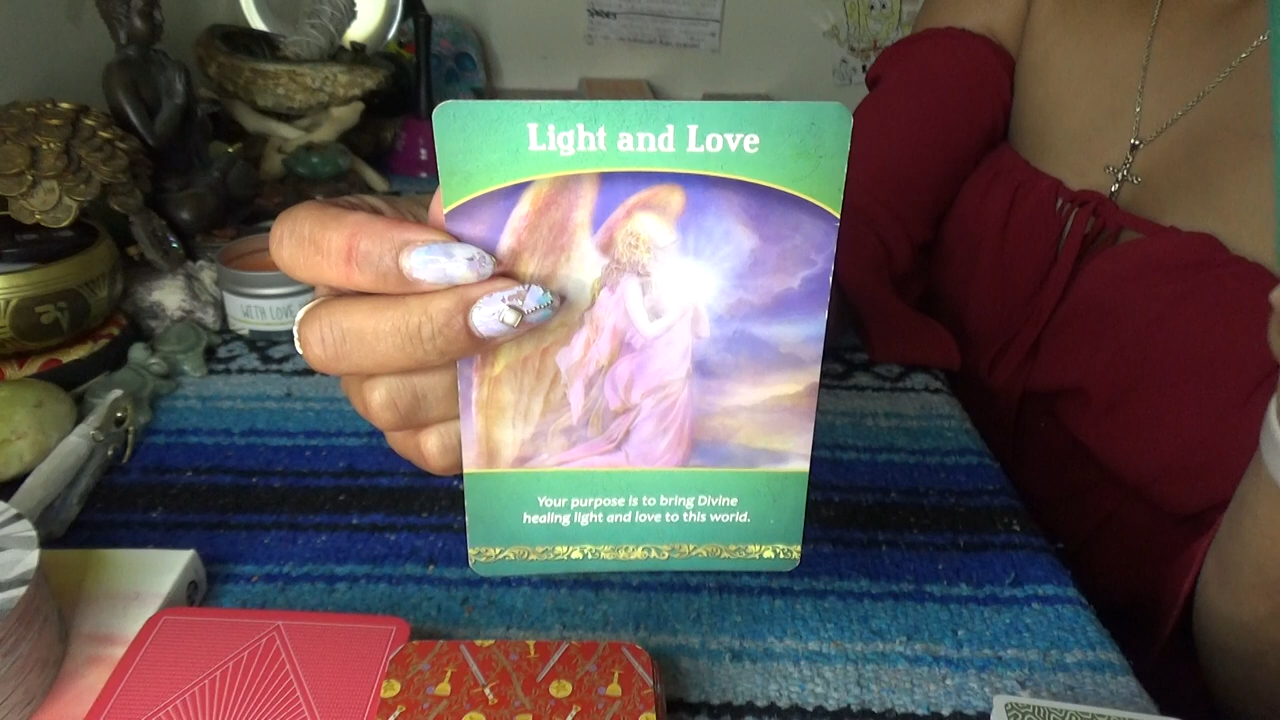 Light and Love
WITH LOVE
Your purpose is to bring Divine
healing light and love to this world.